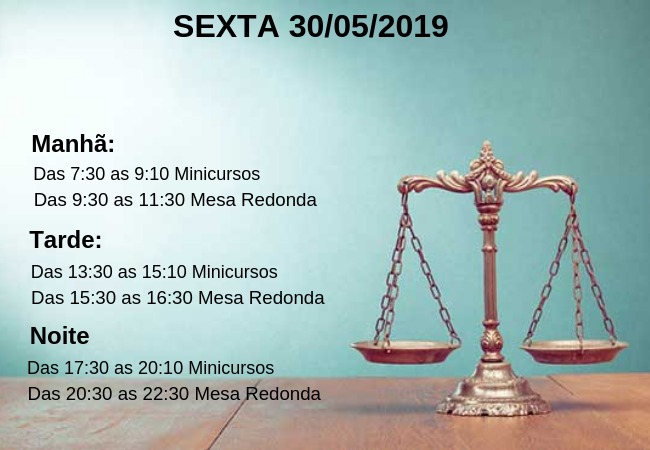 SEXTA 30/05/2019
Manhã:
Das 7:30 as 9:10 Minicursos
Das 9:30 as 11:30 Mesa Redonda
Tarde:
Das 13:30 as 15:10 Minicursos
Das 15:30 as 16:30 Mesa Redonda
Noite
Das 17:30 as 20:10 Minicursos
Das 20:30 as 22:30 Mesa Redonda